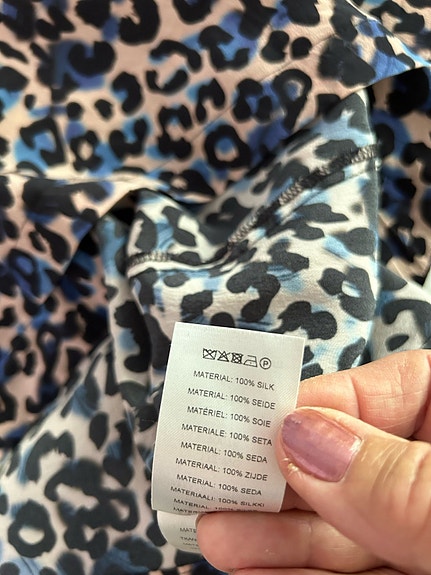 Ⓟ
MATERIAL: 100% SILK
MATERIAL: 100% SEIDE
MATÉRIEL: 100% SOIE
MATERIALE: 100% SETA
MATERIAL: 100% SEDA
MATERIAAL: 100% ZIJDE
MATERIAL: 100% SEDA
MATERIAALI: 100% SILKKI